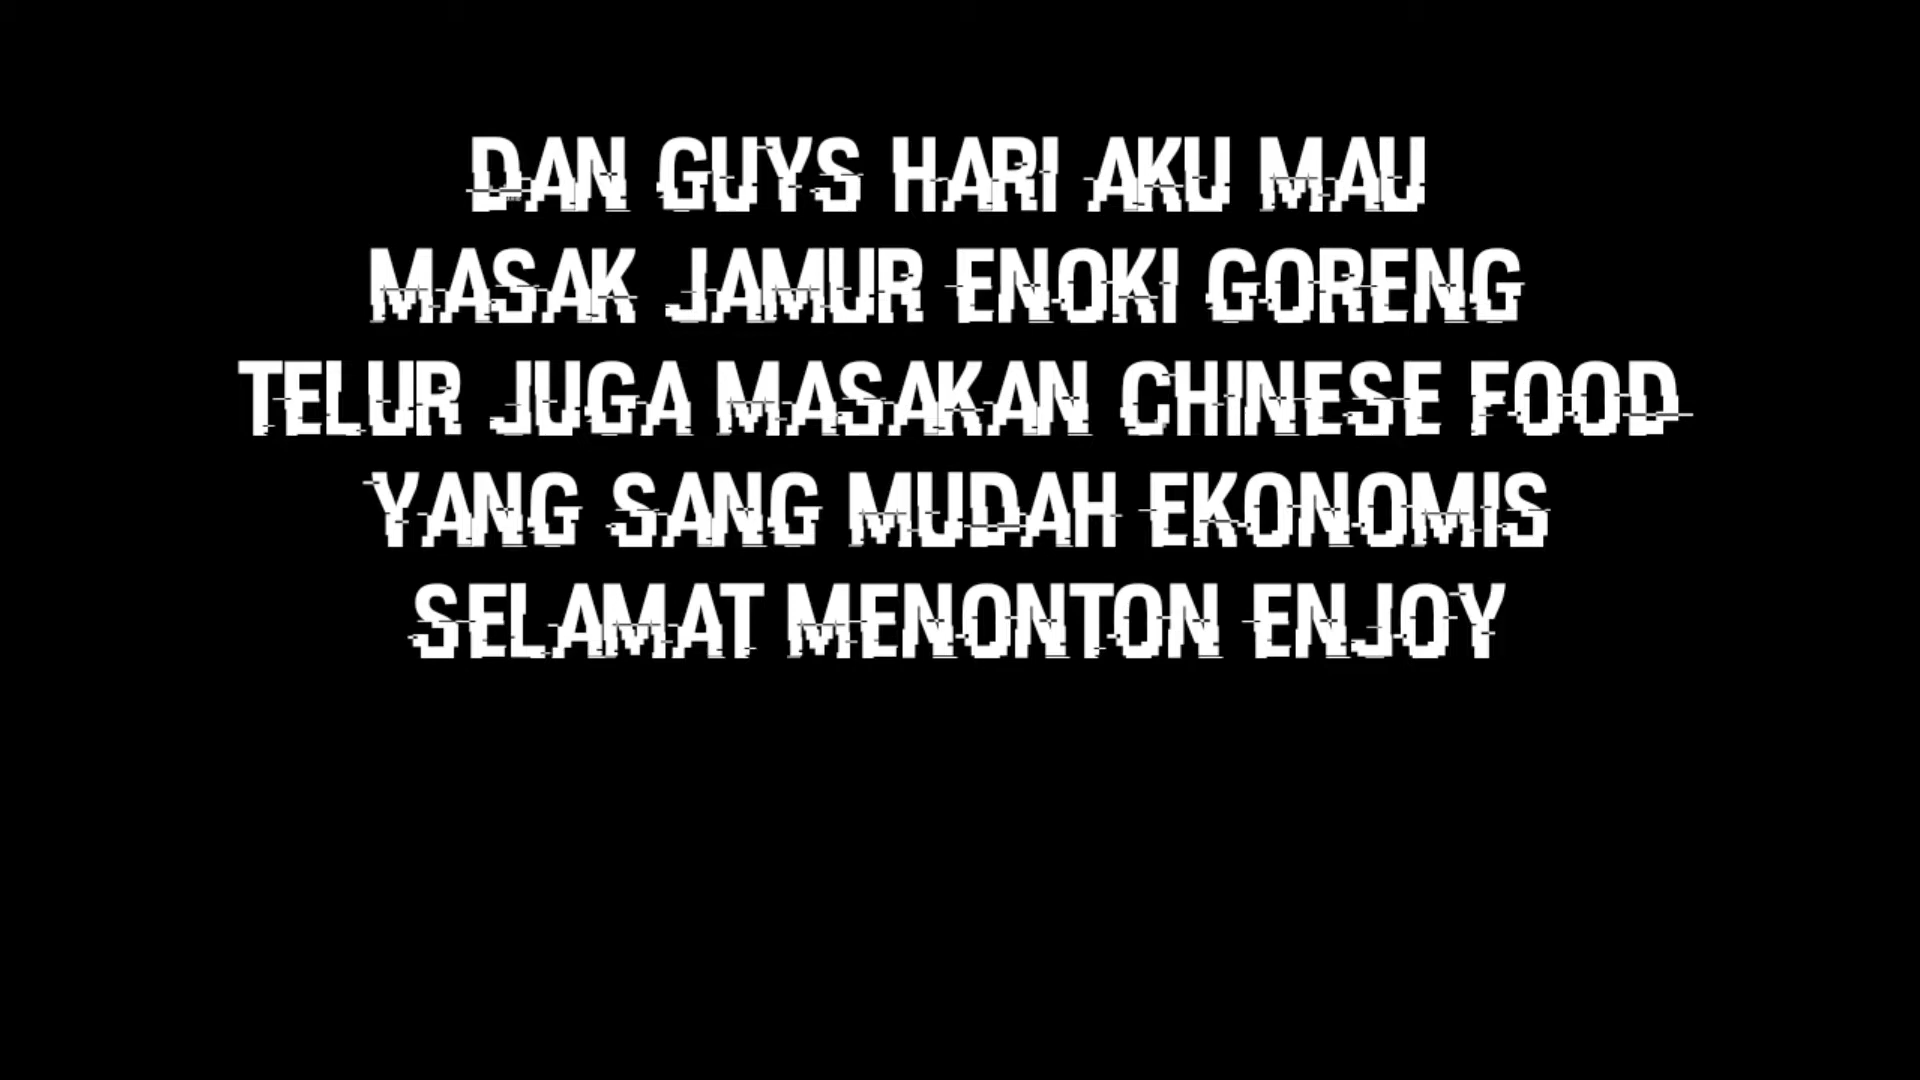 DAN GUYS HARI AKU MAU
MASAK JAMUR ENOKI GORENG
TELUR JUGA MASAKAN CHINESE FOOD
YANG SANG MUDAH EKONOMIS
SELAMAT MENONTON ENJOY